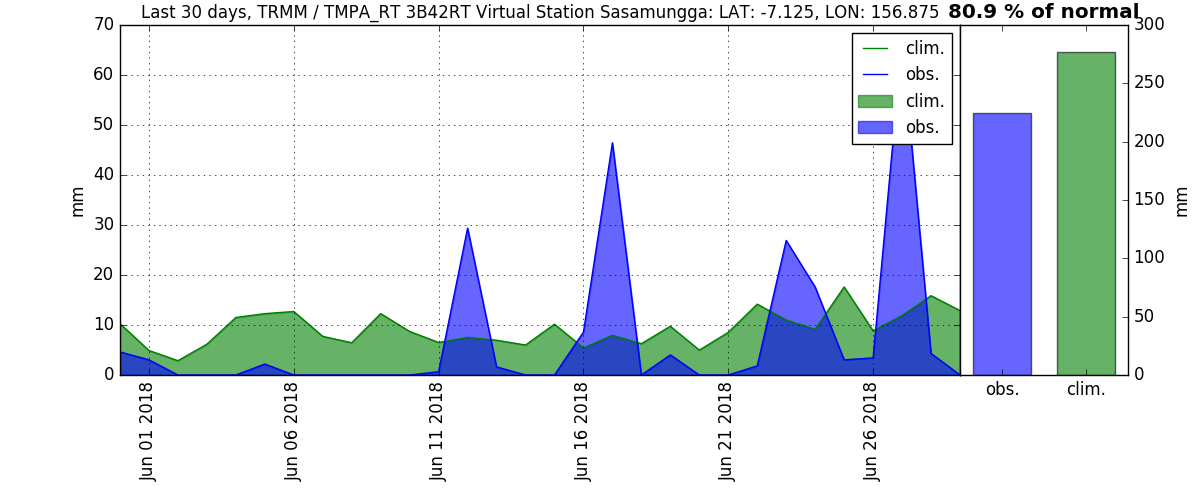 Last 30 days, TRMM / TMPA_RT 3B42RT Virtual Station Sasamungga: LAT: -7.125, LON: 156.875
80.9 % of normal
70
60
50
40
30
20
10
0
mm
clim.
obs.
clim.
obs.
300
250
200
150
100
50
0
mm
obs.
clim.
Jun 01 2018
Jun 06 2018
Jun 11 2018
Jun 16 2018
Jun 21 2018
Jun 26 2018